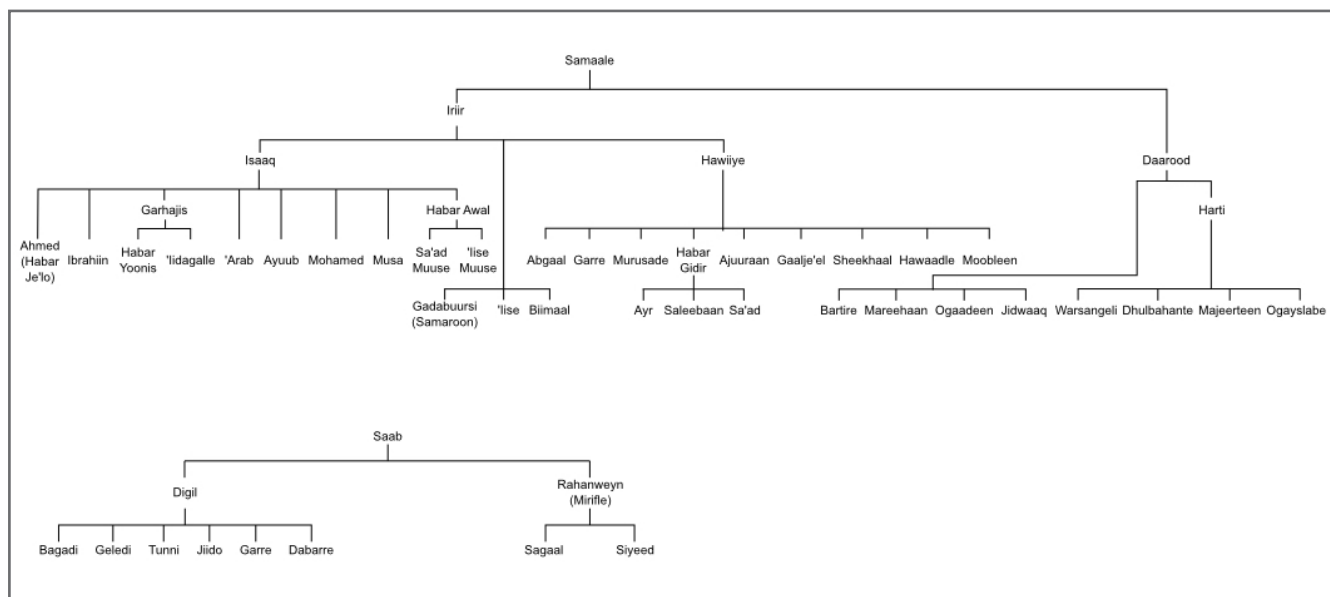 Samaale
Iriir
Isaaq
Hawiiye
Daarood
Garhajis
Habar Awal
Harti
Ahmed
(Habar
Je'lo)
Ibrahiin
Habar
Yoonis
'Iidagalle
'Arab
Ayuub
Mohamed
Musa
Sa'ad
Muuse
'Iise
Muuse
Abgaal
Garre
Murusade
Habar
Gidir
Ajuuraan
Gaalje'el
Sheekhaal
Hawaadle
Moobleen
Gadabuursi
(Samaroon)
'Iise
Biimaal
Ayr
Saleebaan
Sa'ad
Bartire
Mareehaan
Ogaadeen
Jidwaaq
Warsangeli
Dhulbahante
Majeerteen
Ogayslabe
Saab
Digil
Rahanweyn
(Mirifle)
Bagadi
Geledi
Tunni
Jiido
Garre
Dabarre
Sagaal
Siyeed